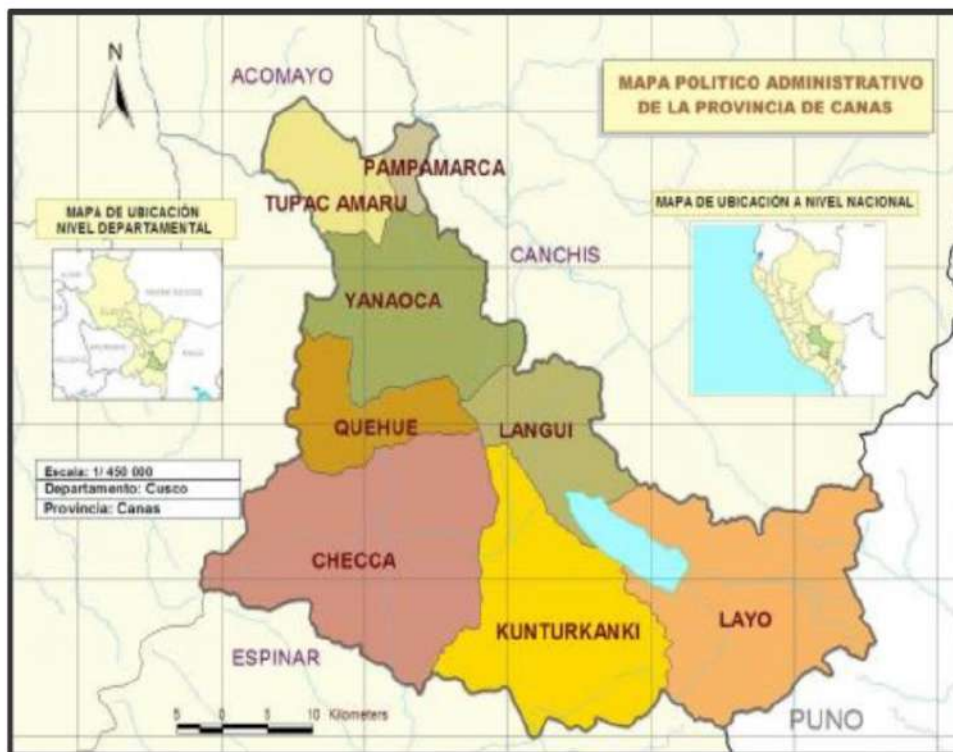 N
ACOMAYO
MAPA POLITICO ADMINISTRATIVO
DE LA PROVINCIA DE CANAS
PAMPAMARCA
TUPAC AMARU
MAPA DE UBICACIÓN
NIVEL DEPARTAMENTAL
MAPA DE UBICACIÓN A NIVEL NACIONAL
CANCHIS
YANAOCA
QUEHUE
LANGUI
Escala: 1/ 450 000
Departamento: Cusco
Provincia: Canas
CHECCA
KUNTURKANKI
LAYO
ESPINAR
PUNO
5 0 5 10 Kilometers